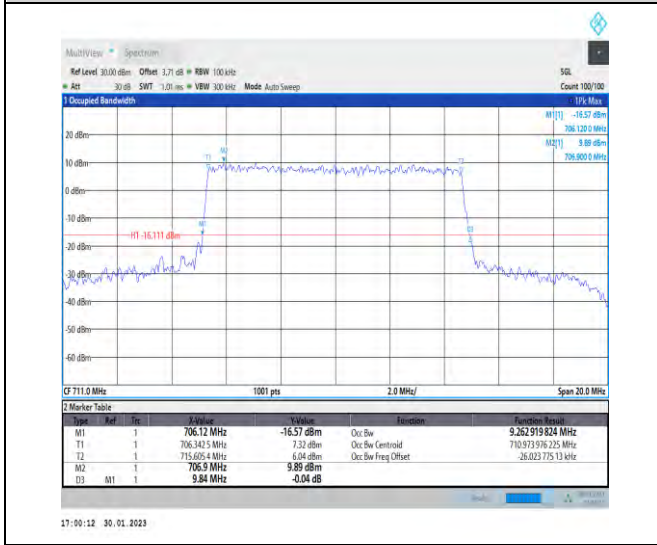 MultiView Spectrum
Ref Level 30.00 dBm Offset 3.71 dB RBW 100 kHz SGL
Att 30 dB SWT 1.01 ms VBW 300 kHz Mode Auto Sweep Count 100/100
1 Occupied Bandwidth 1Pk Max
M1[1] -16.57 dBm
706.120 0 MHz
M2[1] 9.89 dBm
706.900 0 MHz
20 dBm
M2
T1 T2
10 dBm
0 dBm
-10 dBm
M1
D3
H1 -16.111 dBm
-20 dBm
-30 dBm
-40 dBm
-50 dBm
-60 dBm
CF 711.0 MHz 1001 pts 2.0 MHz/ Span 20.0 MHz
2 Marker Table
Type Ref Trc X-Value Y-Value Function Function Result
M1 1 706.12 MHz -16.57 dBm Occ Bw 9.262 919 824 MHz
T1 1 706.342 5 MHz 7.32 dBm Occ Bw Centroid 710.973 976 225 MHz
T2 1 715.605 4 MHz 6.04 dBm Occ Bw Freq Offset -26.023 775 13 kHz
M2 1 706.9 MHz 9.89 dBm
D3 M1 1 9.84 MHz -0.04 dB
17:00:12 30.01.2023